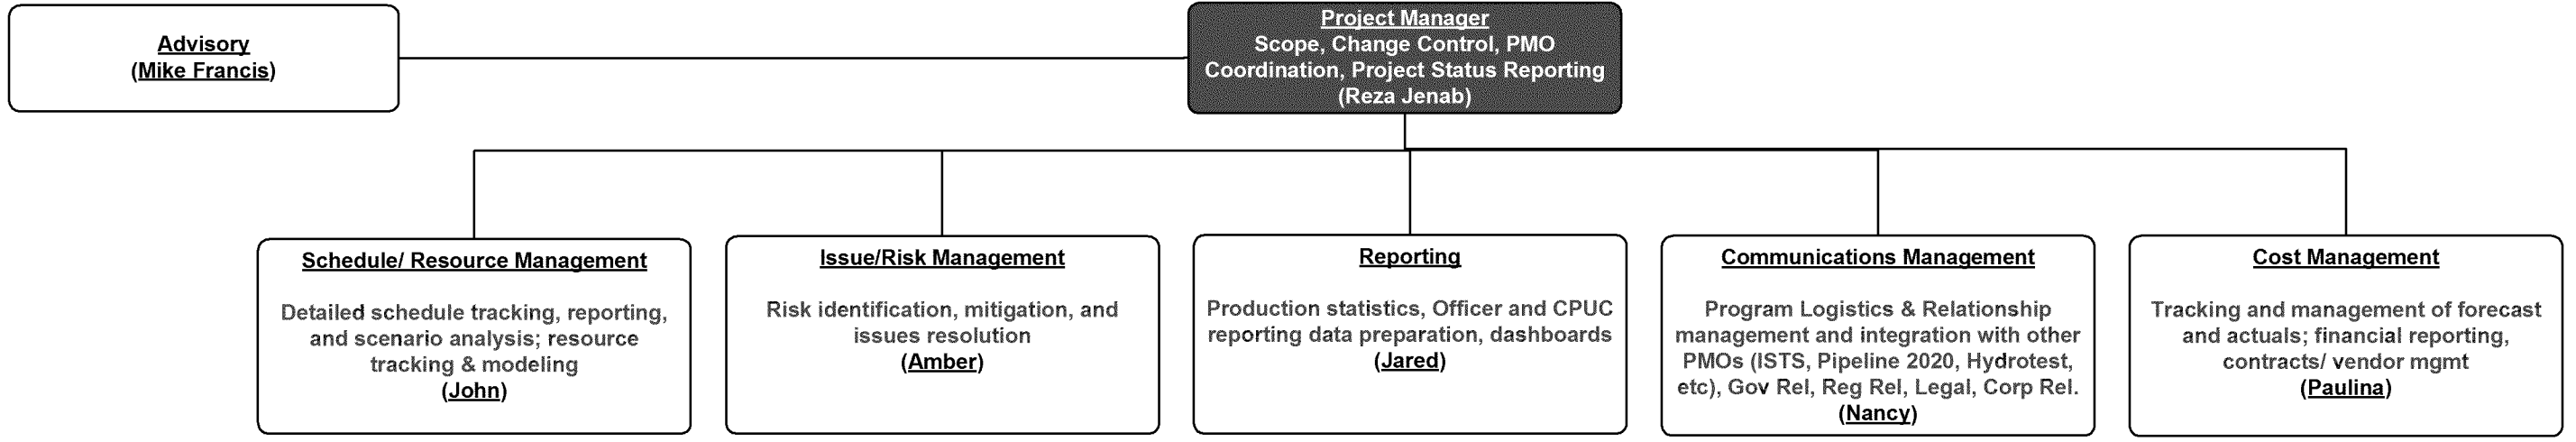 Advisory
(Mike Francis)
Project Manager
Scope, Change Control, PMO
Coordination, Project Status Reporting
(Reza Jenab)
Schedule/ Resource Management
Detailed schedule tracking, reporting,
and scenario analysis; resource
tracking & modeling
(John)
Issue/Risk Management
Risk identification, mitigation, and
issues resolution
(Amber)
Reporting
Production statistics, Officer and CPUC
reporting data preparation, dashboards
(Jared)
Communications Management
Program Logistics & Relationship
management and integration with other
PMOs (ISTS, Pipeline 2020, Hydrotest,
etc), Gov Rel, Reg Rel, Legal, Corp Rel.
(Nancy)
Cost Management
Tracking and management of forecast
and actuals; financial reporting,
contracts/ vendor mgmt
(Paulina)